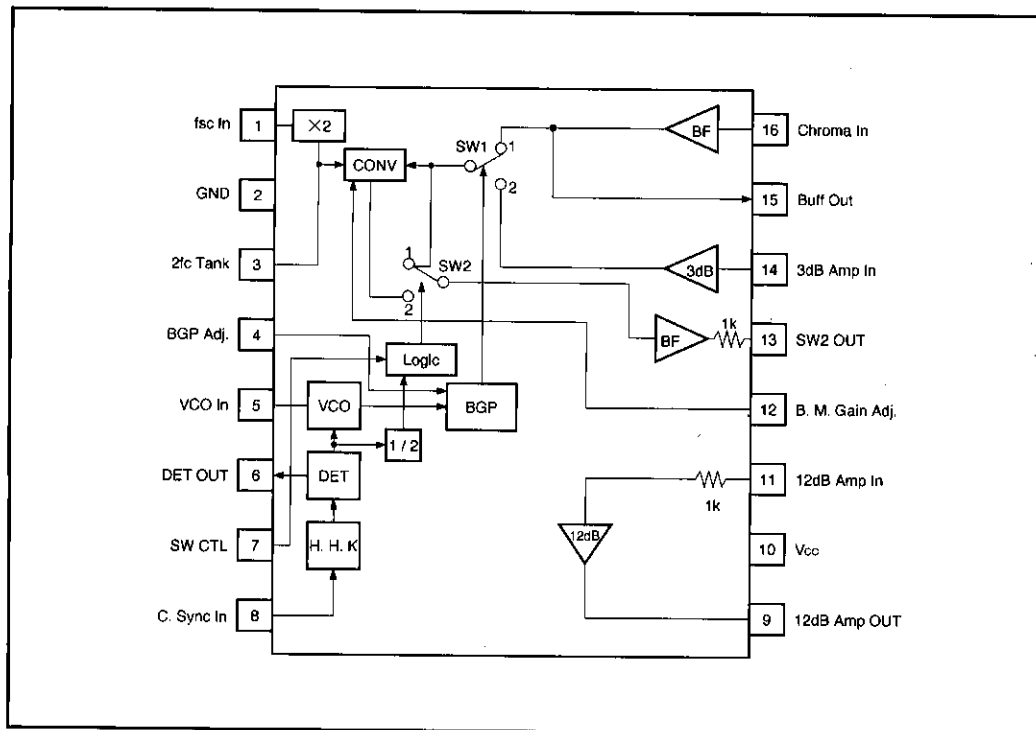 fsc In 1 ×2
GND 2
2fc Tank 3
BGP Adj. 4
VCO In 5
DET OUT 6
SW CTL 7
C. Sync In 8
CONV
SW1 1
2
1 SW2
2
Logic
VCO
BGP
1 / 2
DET
H. H. K
BF 16 Chroma In
15 Buff Out
3dB 14 3dB Amp In
BF 1k 13 SW2 OUT
12 B. M. Gain Adj.
1k 11 12dB Amp In
12dB
10 Vcc
9 12dB Amp OUT